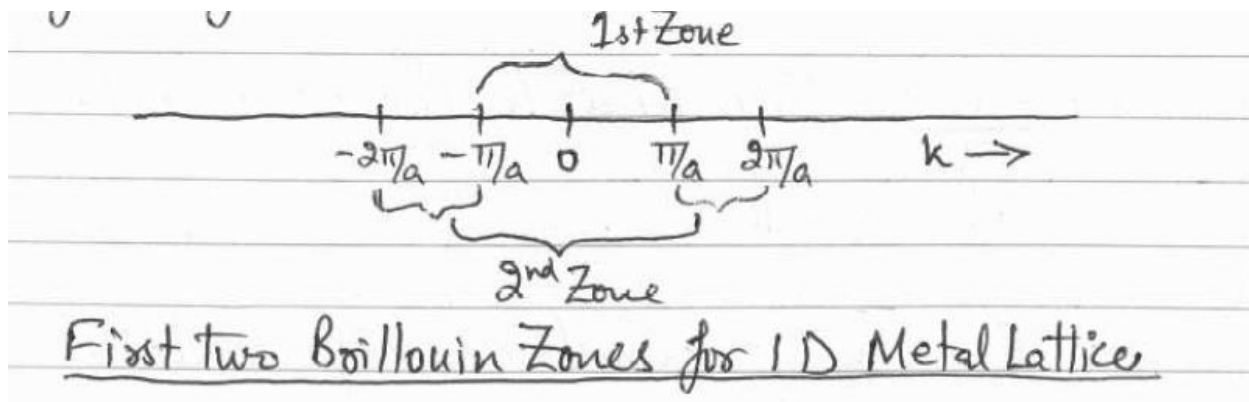 1st Zone
-2π/a -π/a 0 π/a 2π/a k →
2nd Zone
First two Brillouin Zones for 1D Metal Lattice